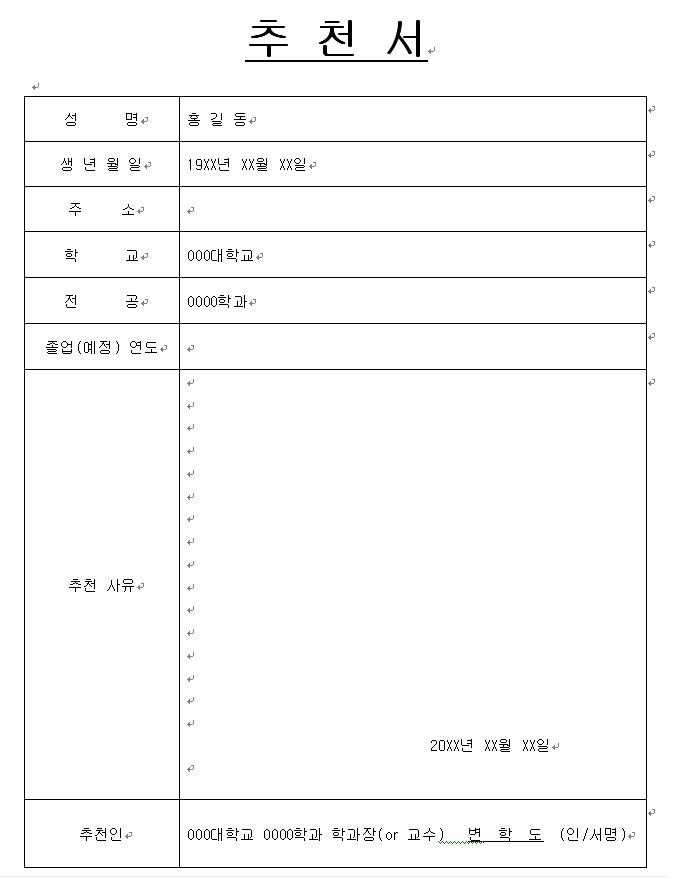 추 천 서
성 명
홍 길 동
생 년 월 일
19XX년 XX월 XX일
주 소
학 교
000대학교
전 공
0000학과
졸업(예정) 연도
추천 사유
20XX년 XX월 XX일
추천인
000대학교 0000학과 학과장(or 교수) 변 학 도 (인/서명)